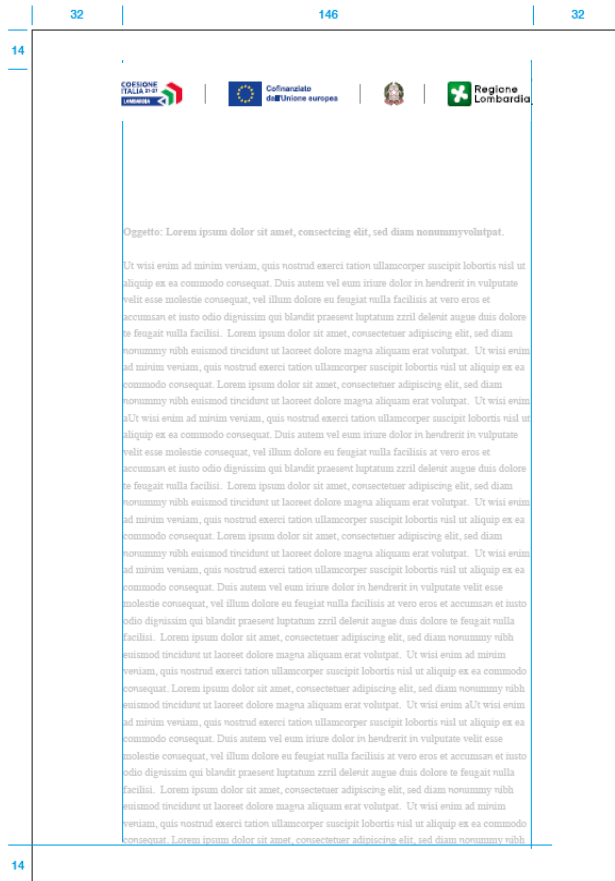 32 146 32
14
COESIONE
ITALIA 21-27
LOMBARDIA
Cofinanziato
dall'Unione europea
Regione
Lombardia
Oggetto: Lorem ipsum dolor sit amet, consectcing elit, sed diam nonummyvolutpat.
Ut wisi enim ad minim veniam, quis nostrud exerci tation ullamcorper suscipit lobortis nisl ut
aliquip ex ea commodo consequat. Duis autem vel eum iriure dolor in hendrerit in vulputate
velit esse molestie consequat, vel illum dolore eu feugiat nulla facilisis at vero eros et
accumsan et iusto odio dignissim qui blandit praesent luptatum zzril delenit augue duis dolore
te feugait nulla facilisi. Lorem ipsum dolor sit amet, consectetuer adipiscing elit, sed diam
nonummy nibh euismod tincidunt ut laoreet dolore magna aliquam erat volutpat. Ut wisi enim
ad minim veniam, quis nostrud exerci tation ullamcorper suscipit lobortis nisl ut aliquip ex ea
commodo consequat. Lorem ipsum dolor sit amet, consectetuer adipiscing elit, sed diam
nonummy nibh euismod tincidunt ut laoreet dolore magna aliquam erat volutpat. Ut wisi enim
aUt wisi enim ad minim veniam, quis nostrud exerci tation ullamcorper suscipit lobortis nisl ut
aliquip ex ea commodo consequat. Duis autem vel eum iriure dolor in hendrerit in vulputate
velit esse molestie consequat, vel illum dolore eu feugiat nulla facilisis at vero eros et
accumsan et iusto odio dignissim qui blandit praesent luptatum zzril delenit augue duis dolore
te feugait nulla facilisi. Lorem ipsum dolor sit amet, consectetuer adipiscing elit, sed diam
nonummy nibh euismod tincidunt ut laoreet dolore magna aliquam erat volutpat. Ut wisi enim
ad minim veniam, quis nostrud exerci tation ullamcorper suscipit lobortis nisl ut aliquip ex ea
commodo consequat. Lorem ipsum dolor sit amet, consectetuer adipiscing elit, sed diam
nonummy nibh euismod tincidunt ut laoreet dolore magna aliquam erat volutpat. Ut wisi enim
ad minim veniam, quis nostrud exerci tation ullamcorper suscipit lobortis nisl ut aliquip ex ea
commodo consequat. Duis autem vel eum iriure dolor in hendrerit in vulputate velit esse
molestie consequat, vel illum dolore eu feugiat nulla facilisis at vero eros et accumsan et iusto
odio dignissim qui blandit praesent luptatum zzril delenit augue duis dolore te feugait nulla
facilisi. Lorem ipsum dolor sit amet, consectetuer adipiscing elit, sed diam nonummy nibh
euismod tincidunt ut laoreet dolore magna aliquam erat volutpat. Ut wisi enim ad minim
veniam, quis nostrud exerci tation ullamcorper suscipit lobortis nisl ut aliquip ex ea commodo
consequat. Lorem ipsum dolor sit amet, consectetuer adipiscing elit, sed diam nonummy nibh
euismod tincidunt ut laoreet dolore magna aliquam erat volutpat. Ut wisi enim aUt wisi enim
ad minim veniam, quis nostrud exerci tation ullamcorper suscipit lobortis nisl ut aliquip ex ea
commodo consequat. Duis autem vel eum iriure dolor in hendrerit in vulputate velit esse
molestie consequat, vel illum dolore eu feugiat nulla facilisis at vero eros et accumsan et iusto
odio dignissim qui blandit praesent luptatum zzril delenit augue duis dolore te feugait nulla
facilisi. Lorem ipsum dolor sit amet, consectetuer adipiscing elit, sed diam nonummy nibh
euismod tincidunt ut laoreet dolore magna aliquam erat volutpat. Ut wisi enim ad minim
veniam, quis nostrud exerci tation ullamcorper suscipit lobortis nisl ut aliquip ex ea commodo
consequat. Lorem ipsum dolor sit amet, consectetuer adipiscing elit, sed diam nonummy nibh
14